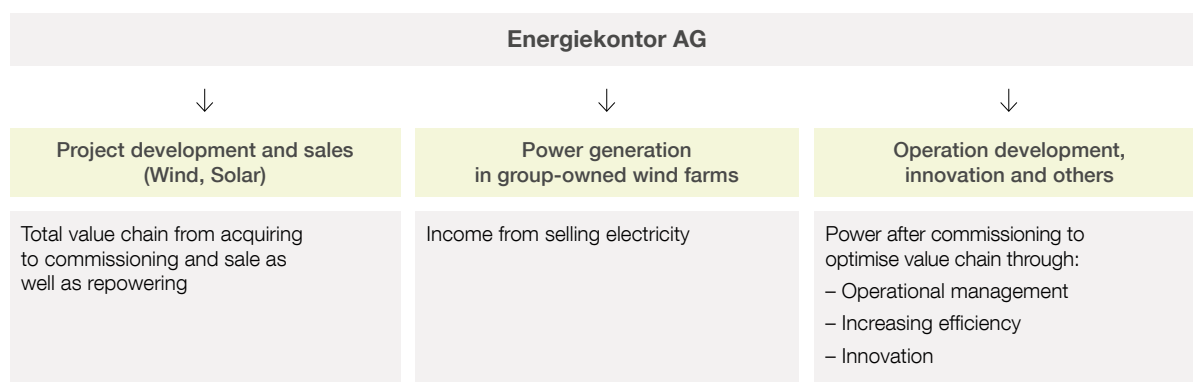 Energiekontor AG
Project development and sales
(Wind, Solar)
Total value chain from acquiring
to commissioning and sale as
well as repowering
Power generation
in group-owned wind farms
Income from selling electricity
Operation development,
innovation and others
Power after commissioning to
optimise value chain through:
– Operational management
– Increasing efficiency
– Innovation